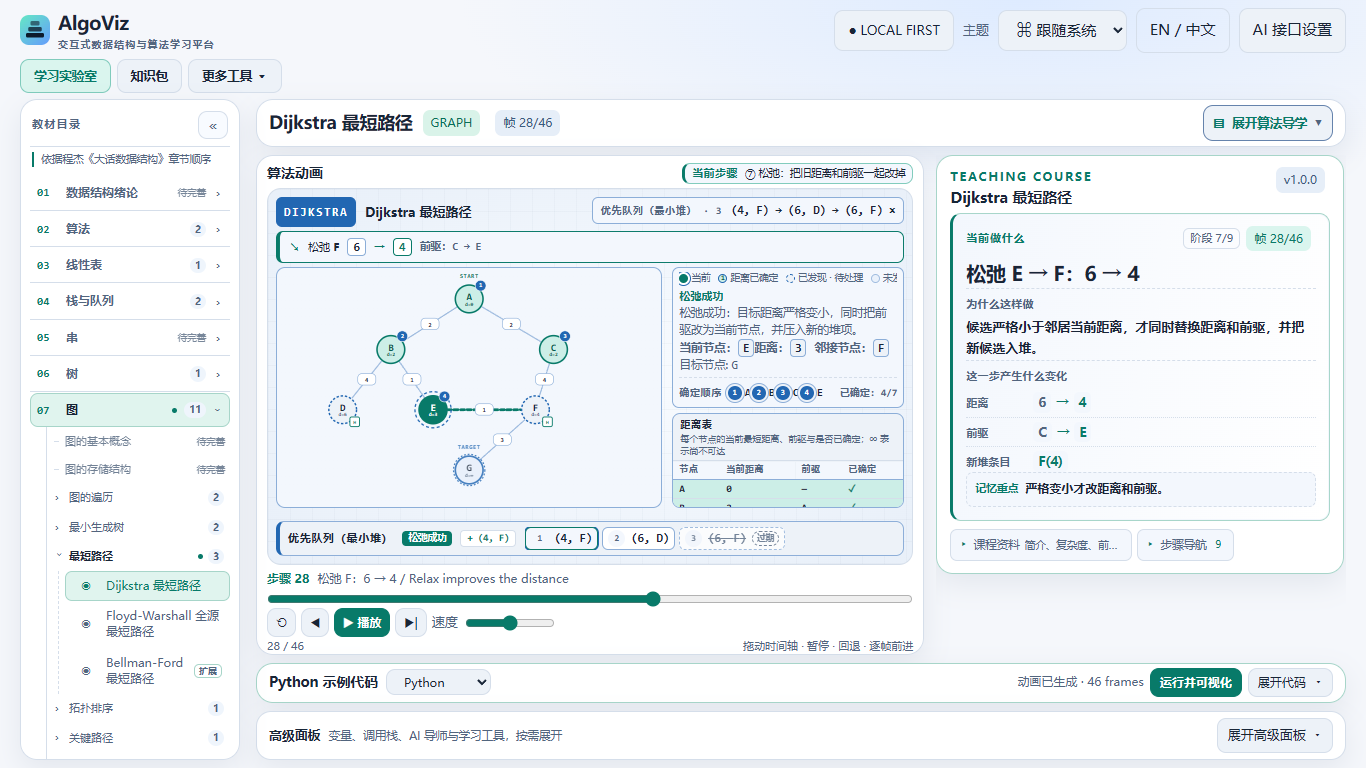 AlgoViz
交互式数据结构与算法学习平台
● LOCAL FIRST
主题
⌘ 跟随系统
EN / 中文
AI 接口设置
学习实验室
知识包
更多工具
教材目录
«
依据程杰《大话数据结构》章节顺序
01 数据结构绪论 待完善 ›
02 算法 2 ›
03 线性表 1 ›
04 栈与队列 2 ›
05 串 待完善 ›
06 树 1 ›
07 图 11
图的基本概念 待完善
图的存储结构 待完善
› 图的遍历 2
› 最小生成树 2
最短路径 3
Dijkstra 最短路径
Floyd-Warshall 全源
最短路径
Bellman-Ford
最短路径
扩展
› 拓扑排序 1
› 关键路径 1
Dijkstra 最短路径
GRAPH
帧 28/46
展开算法导学 ▼
算法动画
当前步骤 ⑦ 松弛：把旧距离和前驱一起改掉
DIJKSTRA
Dijkstra 最短路径
优先队列（最小堆） · 3 (4, F) → (6, D) → (6, F) ×
↘ 松弛 F 6 → 4 前驱：C → E
START
A
1
2
2
B
2
C
3
4
1
4
D
E
4
1
F
3
TARGET
G
当前 ① 距离已确定 已发现 · 待处理
松弛成功
松弛成功：目标距离严格变小，同时把前
驱改为当前节点，并压入新的堆项。
当前节点： E 距离： 3 邻接节点： F
目标节点：G
确定顺序 1 2 3 4 E 已确定：4/7
距离表
每个节点的当前最短距离、前驱与是否已确定；∞ 表
示尚不可达
节点 当前距离 前驱 已确定
A 0 — ✓
优先队列（最小堆） 松弛成功 + (4, F) 1 (4, F) 2 (6, D) 3 (6, F) 过期
步骤 28 松弛 F：6 → 4 / Relax improves the distance
▶ 播放
速度
28 / 46
拖动时间轴 · 暂停 · 回退 · 逐帧前进
TEACHING COURSE
Dijkstra 最短路径
v1.0.0
当前做什么
阶段 7/9
帧 28/46
松弛 E → F：6 → 4
为什么这样做
候选严格小于邻居当前距离，才同时替换距离和前驱，并把
新候选入堆。
这一步产生什么变化
距离 6 → 4
前驱 C → E
新堆条目 F(4)
记忆重点 严格变小才改距离和前驱。
课程资料 简介、复杂度、前…
步骤导航 9
Python 示例代码
Python
动画已生成 · 46 frames
运行并可视化
展开代码
高级面板 变量、调用栈、AI 导师与学习工具，按需展开
展开高级面板